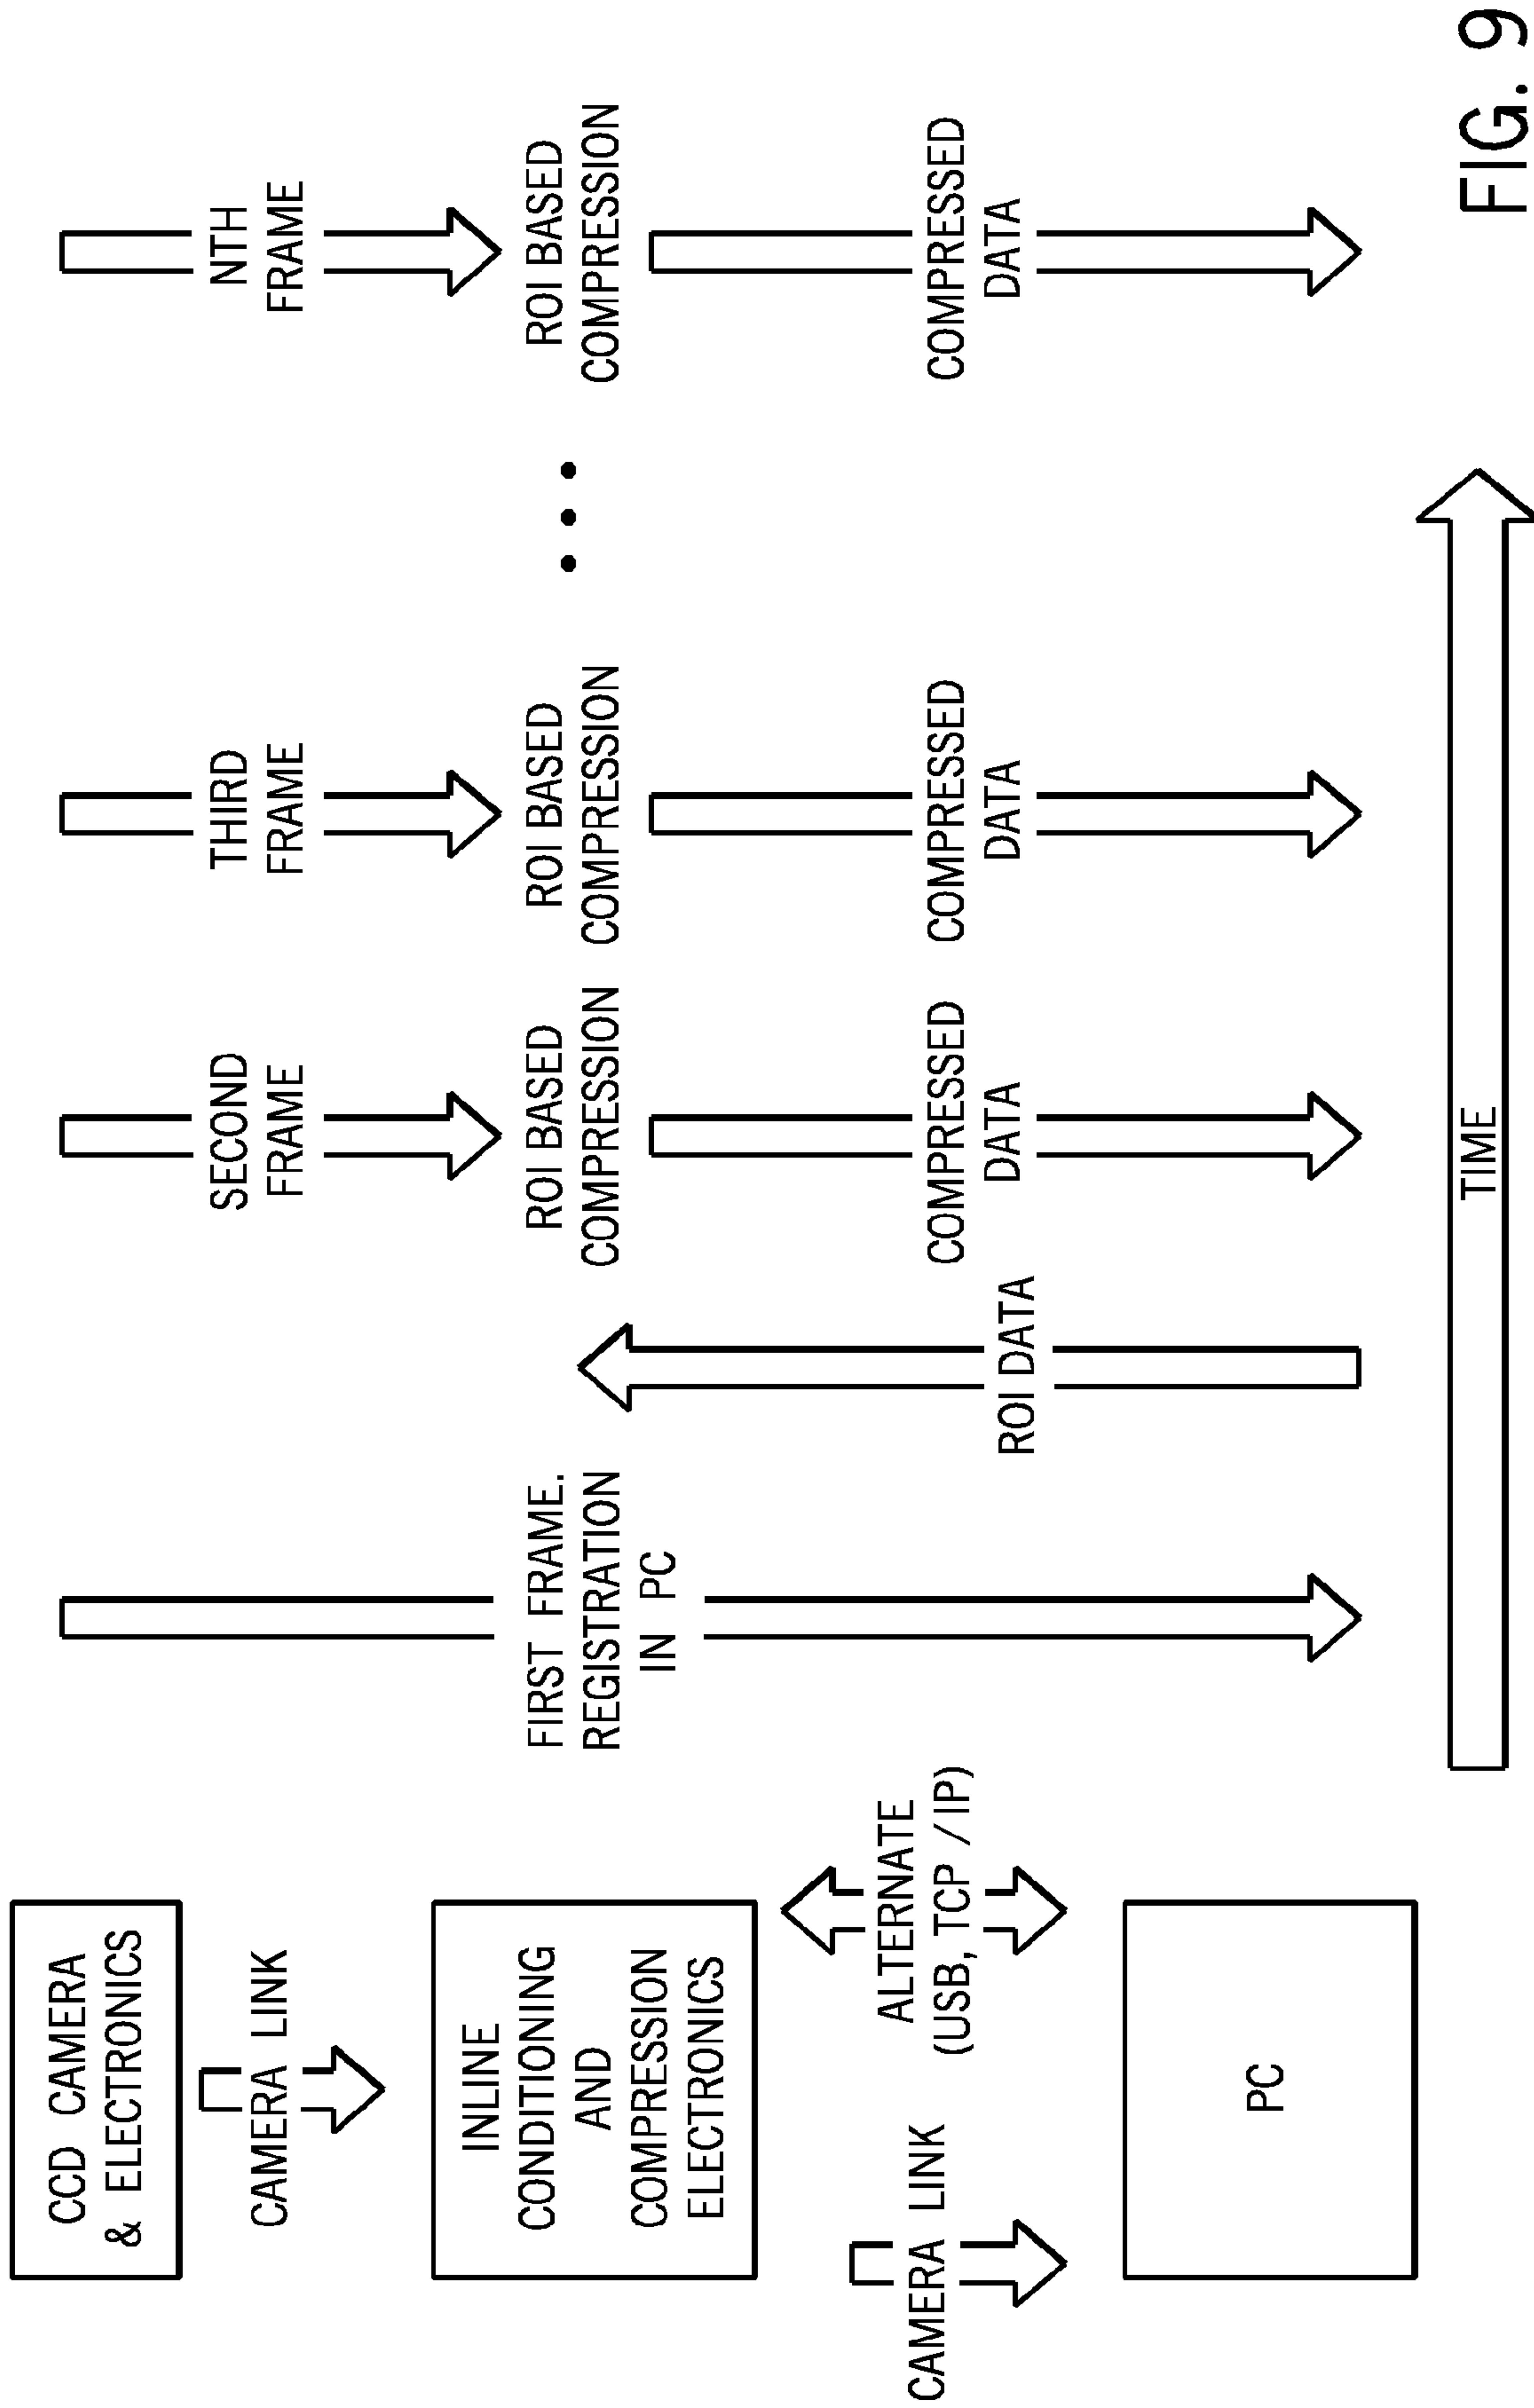 CCD CAMERA
& ELECTRONICS
CAMERA LINK
INLINE
CONDITIONING
AND
COMPRESSION
ELECTRONICS
CAMERA LINK
ALTERNATE
(USB, TCP /IP)
PC
FIRST FRAME.
REGISTRATION
IN PC
ROI DATA
SECOND
FRAME
ROI BASED
COMPRESSION
COMPRESSED
DATA
THIRD
FRAME
ROI BASED
COMPRESSION
COMPRESSED
DATA
• • •
NTH
FRAME
ROI BASED
COMPRESSION
COMPRESSED
DATA
TIME
FIG. 9